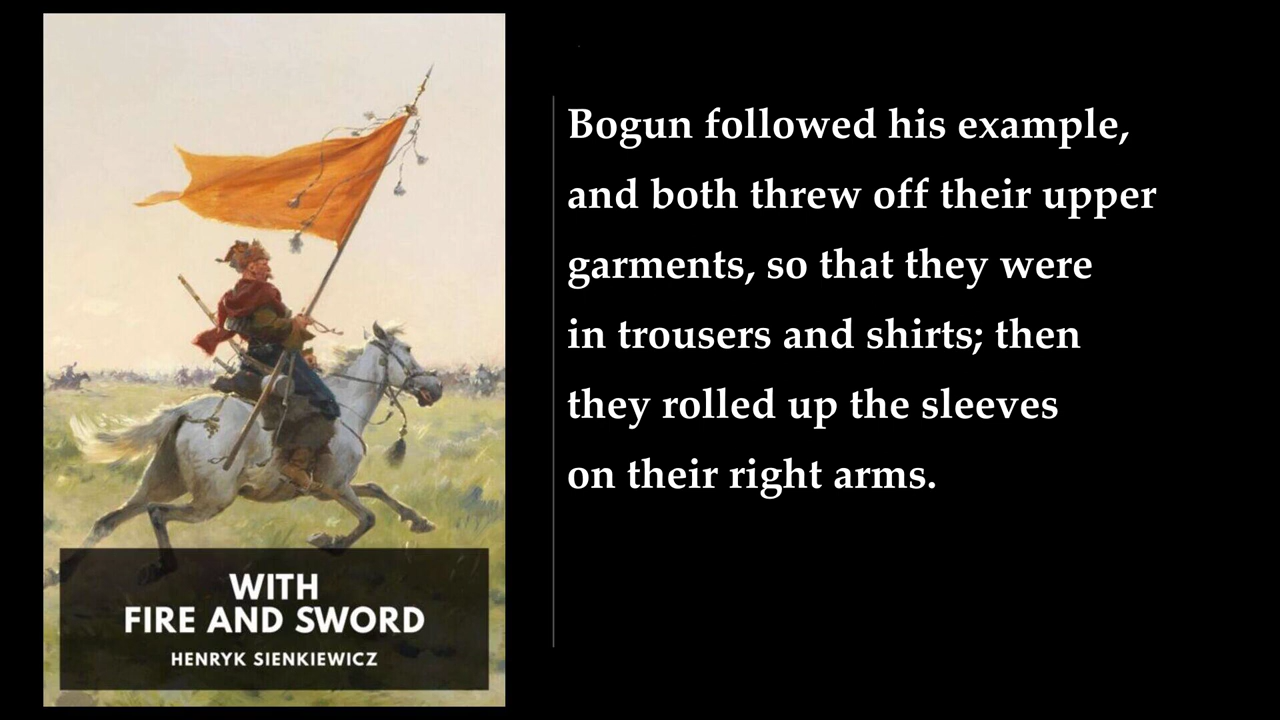 WITH
FIRE AND SWORD
HENRYK SIENKIEWICZ
Bogun followed his example,
and both threw off their upper
garments, so that they were
in trousers and shirts; then
they rolled up the sleeves
on their right arms.